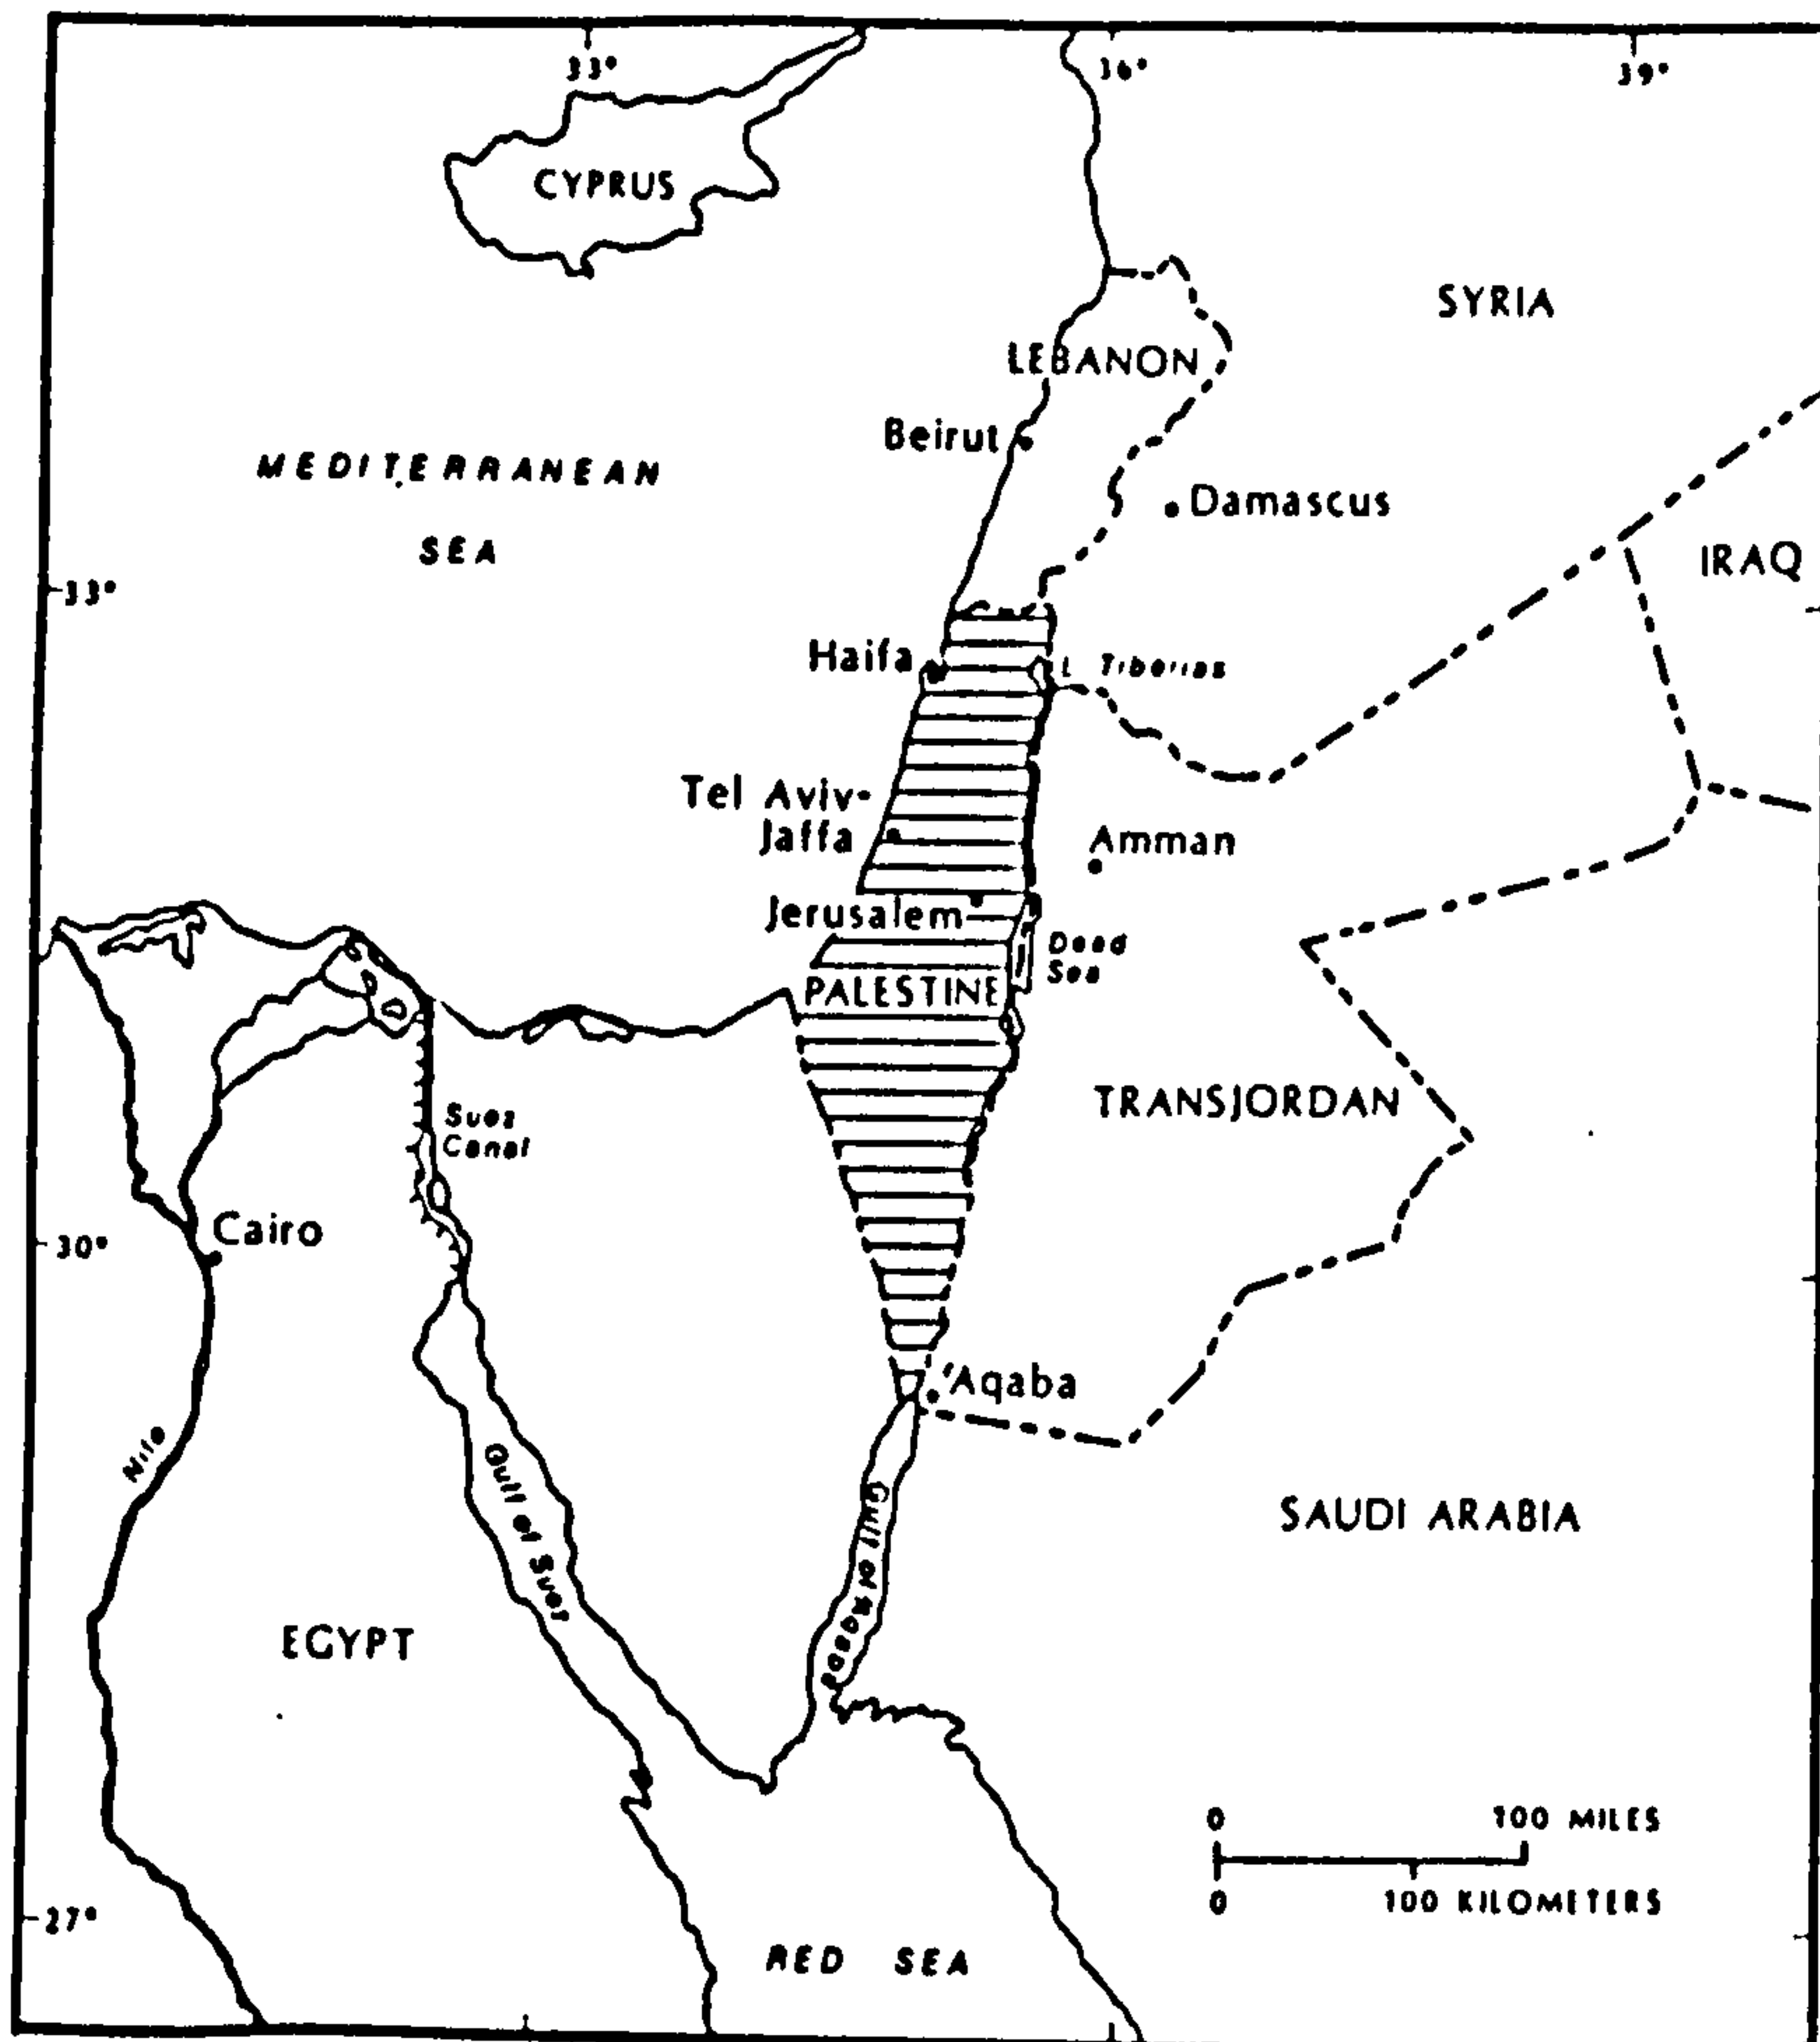 33° 36° 39°
CYPRUS
SYRIA
LEBANON
Beirut
MEDITERRANEAN
SEA
Damascus
IRAQ
33°
Haifa
L Tiberias
Tel Aviv-
Jaffa
Amman
Jerusalem
Dead
Sea
PALESTINE
TRANSJORDAN
Suez
Canal
Cairo
30°
'Aqaba
Nile
Gulf of Suez
Gulf of Aqaba
SAUDI ARABIA
EGYPT
0 100 MILES
0 100 KILOMETERS
27°
RED SEA